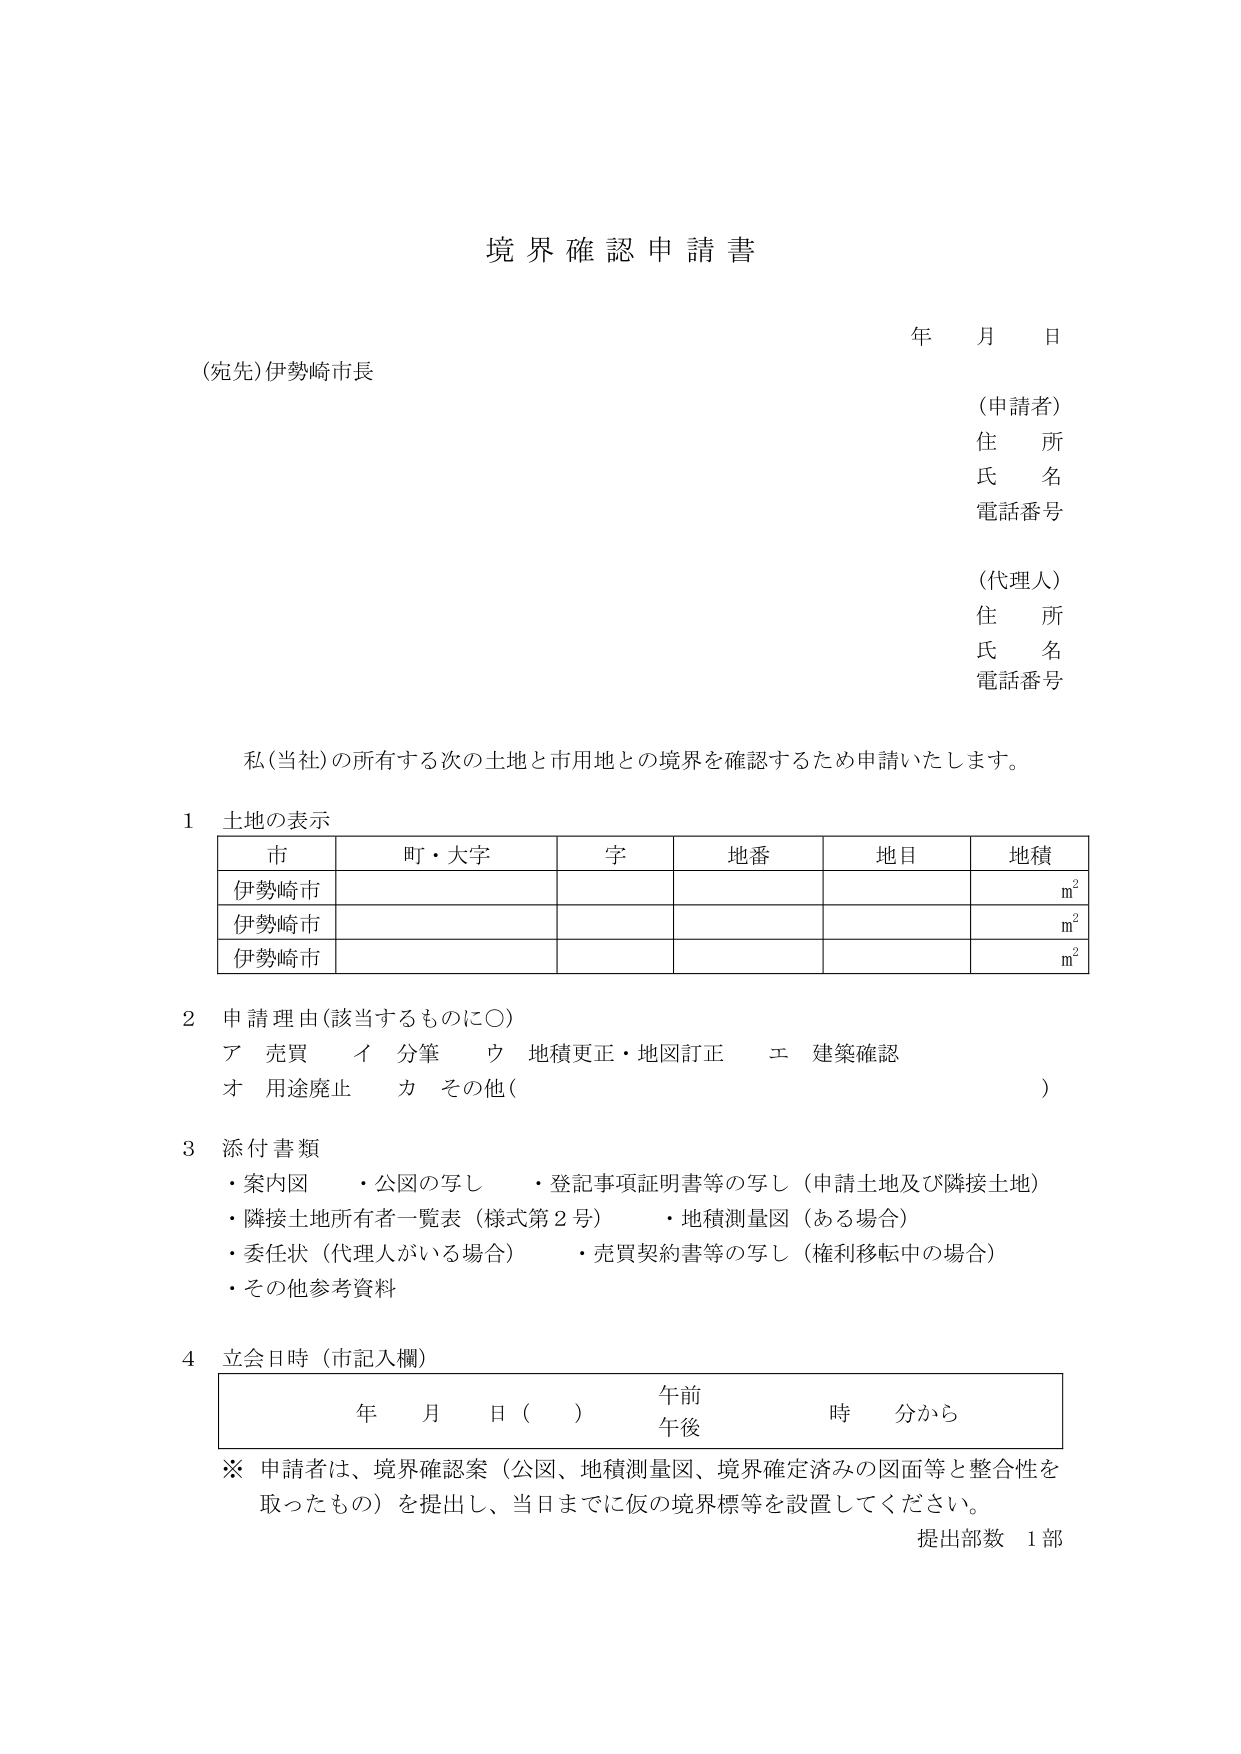 境界確認申請書
年　　月　　日
(宛先)伊勢崎市長
（申請者）
住　　所
氏　　名
電話番号
（代理人）
住　　所
氏　　名
電話番号
私(当社)の所有する次の土地と市用地との境界を確認するため申請いたします。
１　土地の表示
市　町・大字　字　地番　地目　地積
伊勢崎市　㎡
伊勢崎市　㎡
伊勢崎市　㎡
２　申請理由(該当するものに○)
ア　売買　　イ　分筆　　ウ　地積更正・地図訂正　　エ　建築確認
オ　用途廃止　　カ　その他(　　　　　　　　　　)
３　添付書類
・案内図　　・公図の写し　　・登記事項証明書等の写し（申請土地及び隣接土地）
・隣接土地所有者一覧表（様式第２号）　　・地積測量図（ある場合）
・委任状（代理人がいる場合）　　・売買契約書等の写し（権利移転中の場合）
・その他参考資料
４　立会日時（市記入欄）
午前
年　　月　　日（　　）　　　　時　　分から
午後
※　申請者は、境界確認案（公図、地積測量図、境界確定済みの図面等と整合性を
取ったもの）を提出し、当日までに仮の境界標等を設置してください。
提出部数　１部